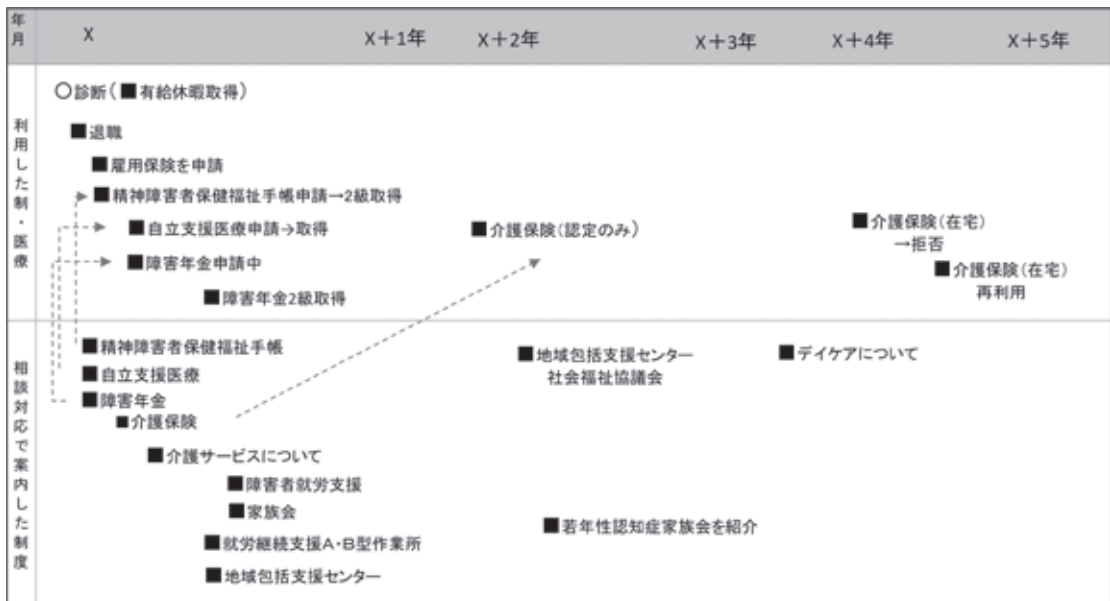 年月
X
X+1年
X+2年
X+3年
X+4年
X+5年
利用した制・医療
〇診断(■有給休暇取得)
■退職
■雇用保険を申請
■精神障害者保健福祉手帳申請→2級取得
■自立支援医療申請→取得
■介護保険(認定のみ)
■介護保険(在宅)
→拒否
■障害年金申請中
■介護保険(在宅)
再利用
■障害年金2級取得
相談対応で案内した制度
■精神障害者保健福祉手帳
■地域包括支援センター
社会福祉協議会
■デイケアについて
■自立支援医療
■障害年金
■介護保険
■介護サービスについて
■障害者就労支援
■家族会
■若年性認知症家族会を紹介
■就労継続支援A・B型作業所
■地域包括支援センター